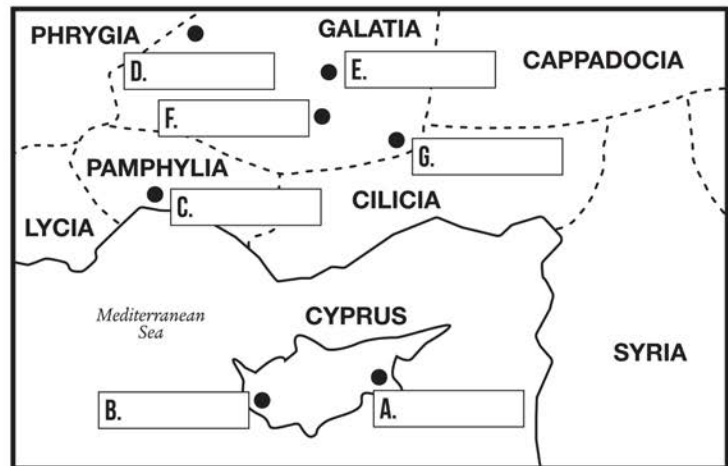 PHRYGIA
GALATIA
CAPPADOCIA
D.
E.
F.
G.
PAMPHYLIA
C.
CILICIA
LYCIA
Mediterranean
Sea
CYPRUS
SYRIA
B.
A.